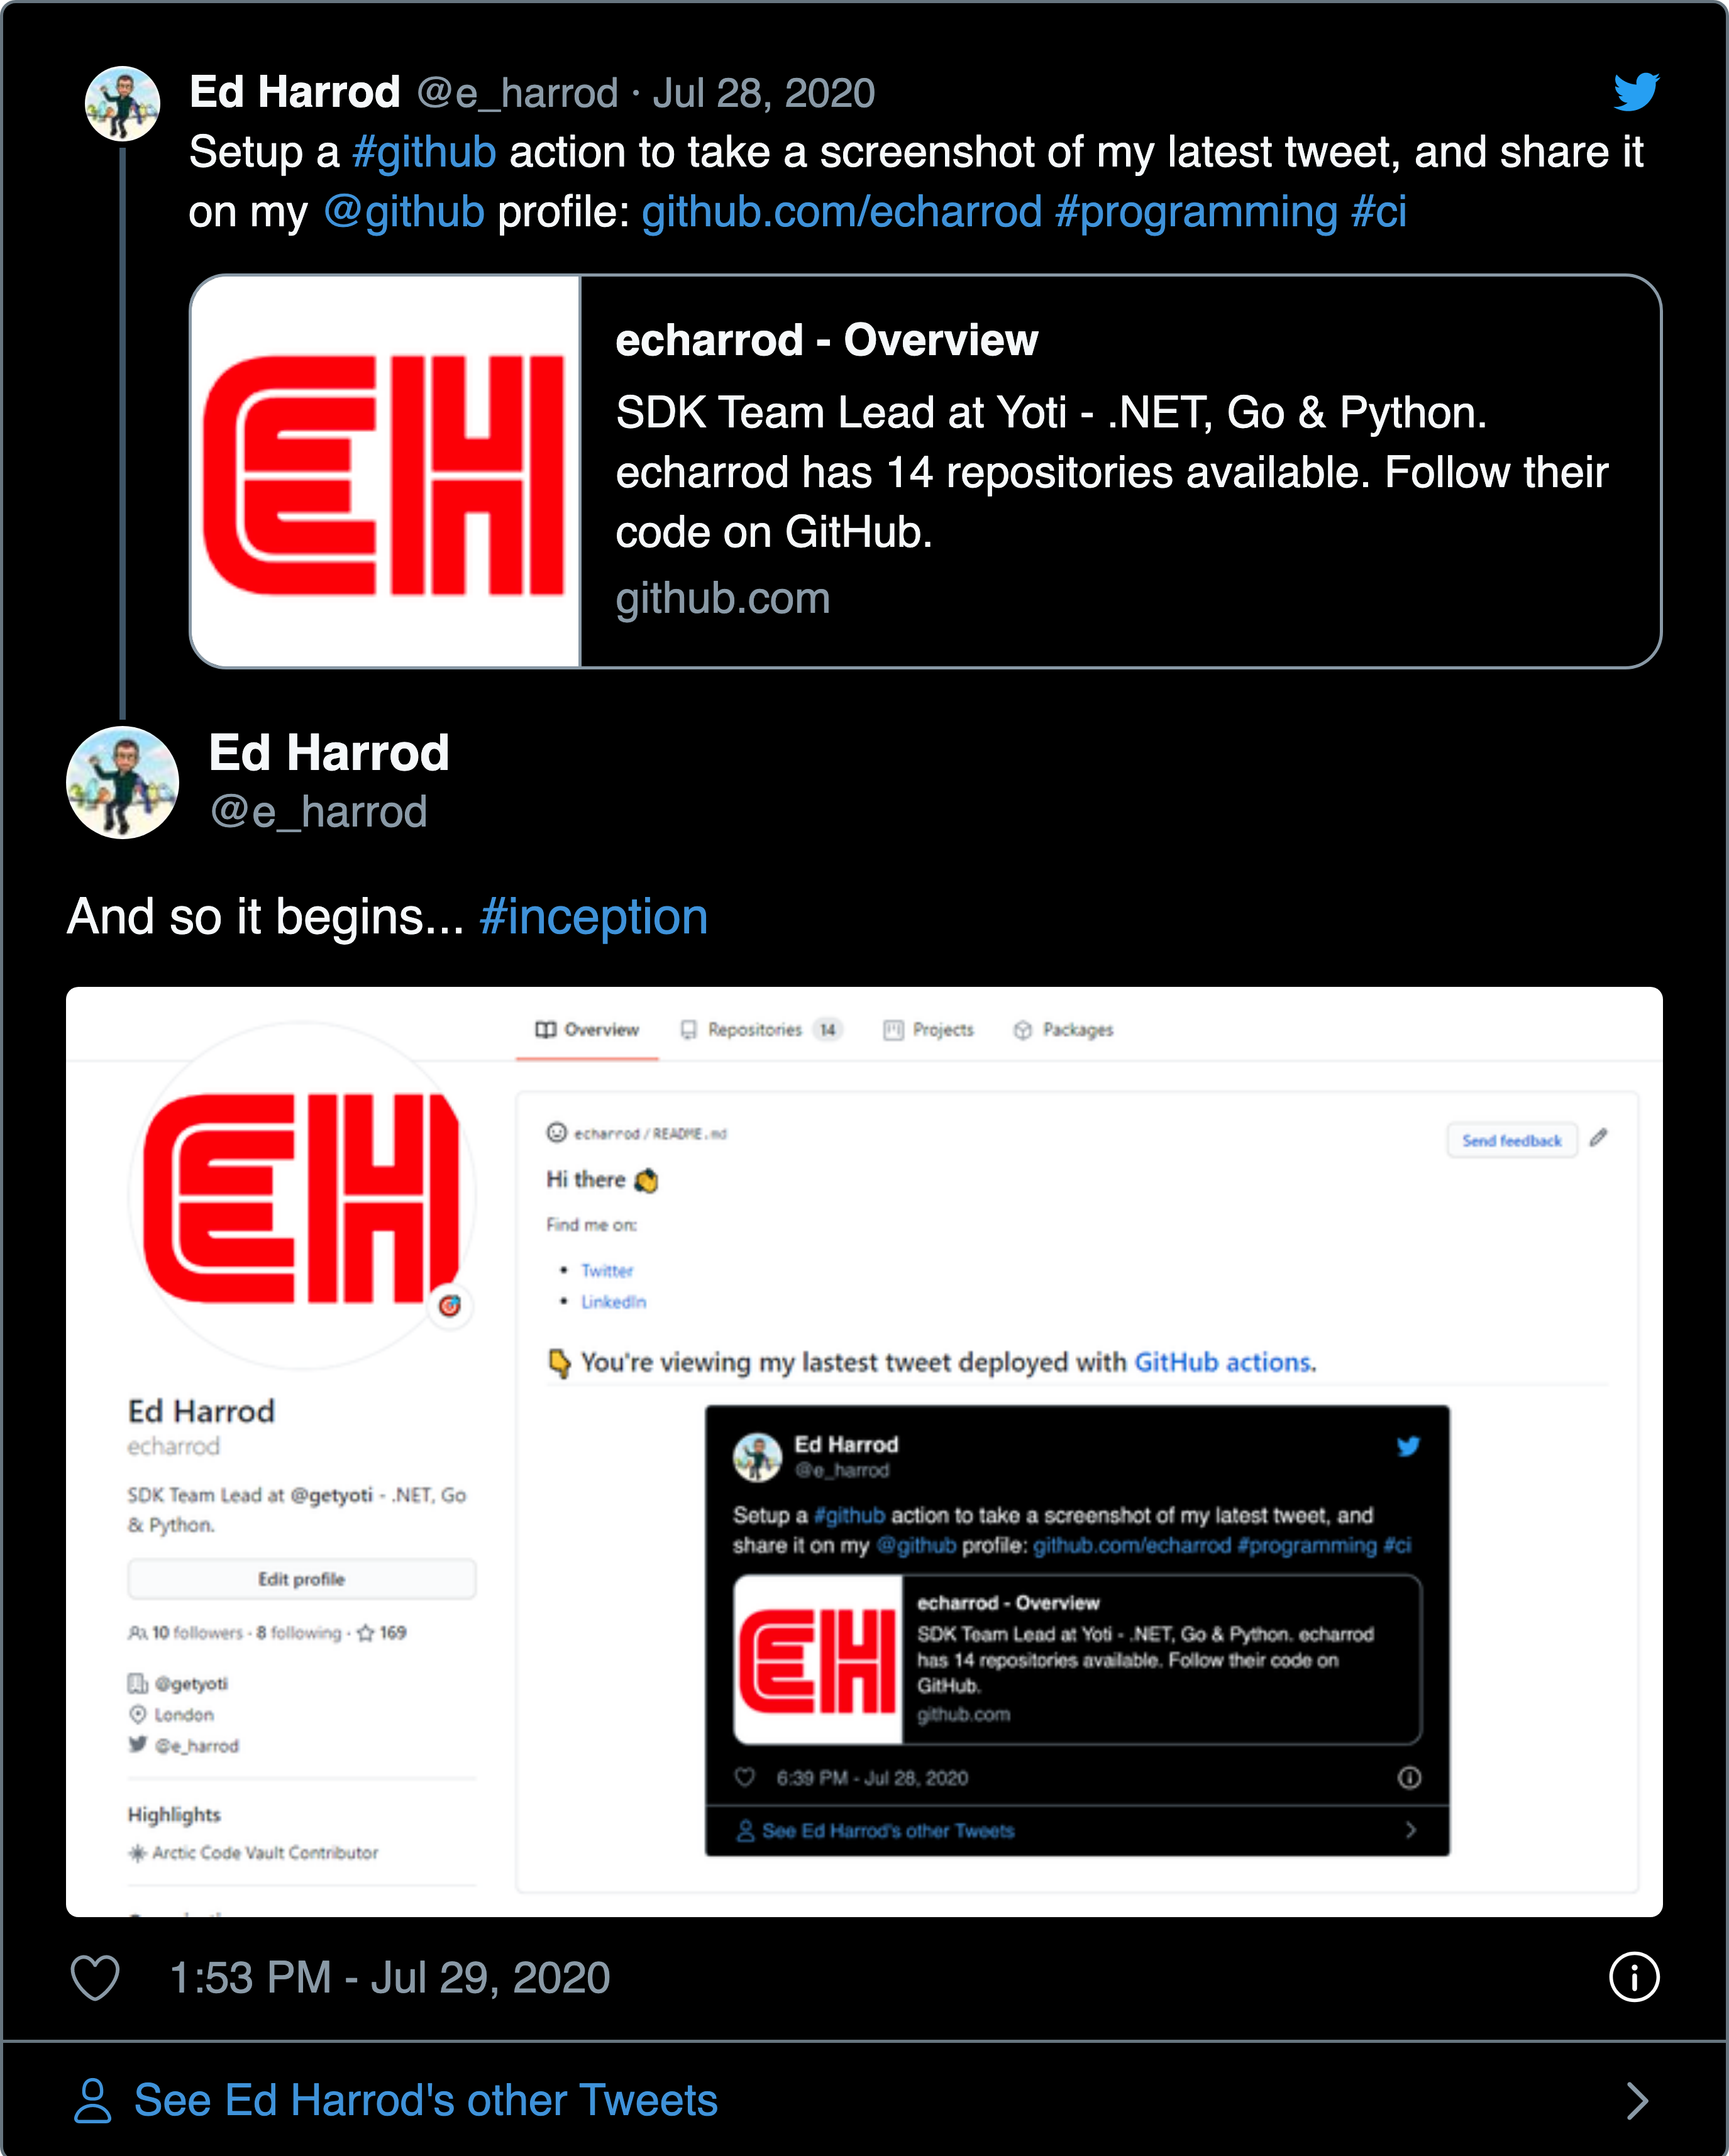 Ed Harrod @e_harrod · Jul 28, 2020
Setup a #github action to take a screenshot of my latest tweet, and share it
on my @github profile: github.com/echarrod #programming #ci
EH
echarrod - Overview
SDK Team Lead at Yoti - .NET, Go & Python.
echarrod has 14 repositories available. Follow their
code on GitHub.
github.com
Ed Harrod
@e_harrod
And so it begins... #inception
Overview Repositories 14 Projects Packages
EH
echarrod / README.md
Send feedback
Hi there
Find me on:
• Twitter
• LinkedIn
You're viewing my lastest tweet deployed with GitHub actions.
Ed Harrod
echarrod
SDK Team Lead at @getyoti - .NET, Go
& Python.
Edit profile
10 followers · 8 following · 169
@getyoti
London
@e_harrod
Highlights
Arctic Code Vault Contributor
Ed Harrod
@e_harrod
Setup a #github action to take a screenshot of my latest tweet, and
share it on my @github profile: github.com/echarrod #programming #ci
EH
echarrod - Overview
SDK Team Lead at Yoti - .NET, Go & Python. echarrod
has 14 repositories available. Follow their code on
GitHub.
github.com
6:39 PM - Jul 28, 2020
See Ed Harrod's other Tweets
1:53 PM - Jul 29, 2020
See Ed Harrod's other Tweets